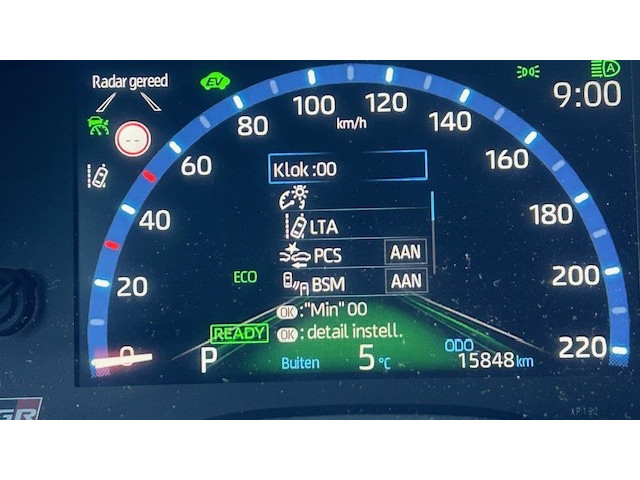 Radar gereed
EV
A
9:00
--
0
20
40
60
80
100
120
140
160
180
200
220
km/h
Klok :00
LTA
PCS AAN
BSM AAN
OK :"Min" 00
OK : detail instell.
ECO
READY
P
Buiten 5 °C
ODO
15848 km
GR